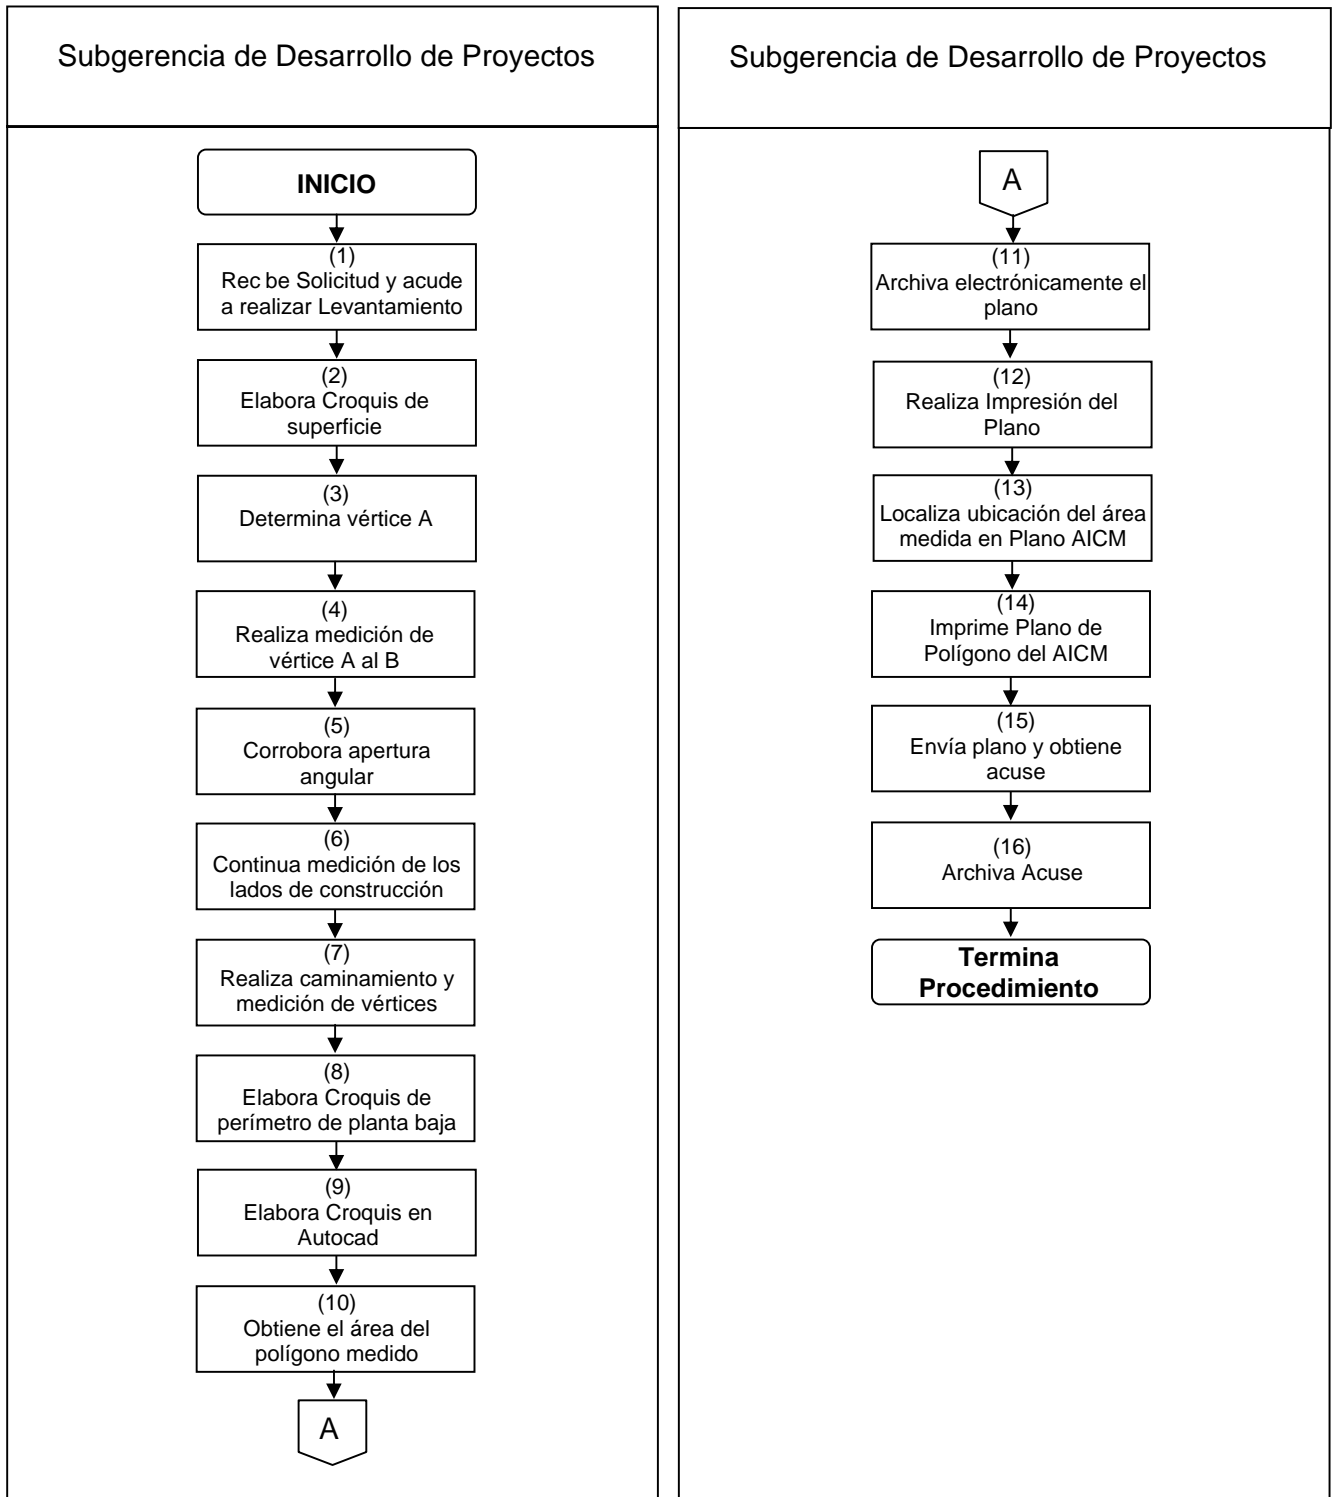 Subgerencia de Desarrollo de Proyectos
INICIO
(1)
Rec be Solicitud y acude
a realizar Levantamiento
(2)
Elabora Croquis de
superficie
(3)
Determina vértice A
(4)
Realiza medición de
vértice A al B
(5)
Corrobora apertura
angular
(6)
Continua medición de los
lados de construcción
(7)
Realiza caminamiento y
medición de vértices
(8)
Elabora Croquis de
perímetro de planta baja
(9)
Elabora Croquis en
Autocad
(10)
Obtiene el área del
polígono medido
A
Subgerencia de Desarrollo de Proyectos
A
(11)
Archiva electrónicamente el
plano
(12)
Realiza Impresión del
Plano
(13)
Localiza ubicación del área
medida en Plano AICM
(14)
Imprime Plano de
Polígono del AICM
(15)
Envía plano y obtiene
acuse
(16)
Archiva Acuse
Termina
Procedimiento